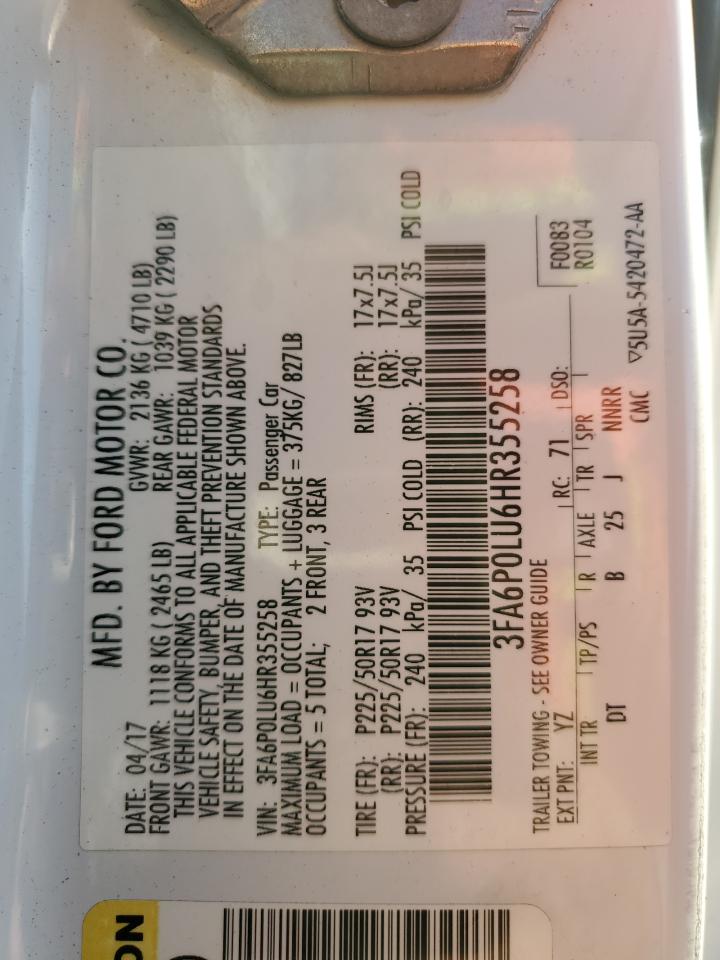 MFD. BY FORD MOTOR CO.
DATE: 04/17 GVWR: 2136 KG ( 4710 LB)
FRONT GAWR: 1118 KG ( 2465 LB) REAR GAWR: 1039 KG ( 2290 LB)
THIS VEHICLE CONFORMS TO ALL APPLICABLE FEDERAL MOTOR
VEHICLE SAFETY, BUMPER, AND THEFT PREVENTION STANDARDS
IN EFFECT ON THE DATE OF MANUFACTURE SHOWN ABOVE.
VIN: 3FA6P0LU6HR355258 TYPE: Passenger Car
MAXIMUM LOAD = OCCUPANTS + LUGGAGE = 375KG/ 827LB
OCCUPANTS = 5 TOTAL, 2 FRONT, 3 REAR
TIRE (FR): P225/50R17 93V RIMS (FR): 17x7.5J
(RR): P225/50R17 93V (RR): 17x7.5J
PRESSURE (FR): 240 kPa/ 35 PSI COLD (RR): 240 kPa/ 35 PSI COLD
3FA6P0LU6HR355258
TRAILER TOWING - SEE OWNER GUIDE F0083
EXT PNT: YZ RC: 71 DSO: R0104
INT TR TP/PS R AXLE TR SPR
DT B 25 J NNRR
CMC ▽5U5A-5420472-AA
ON